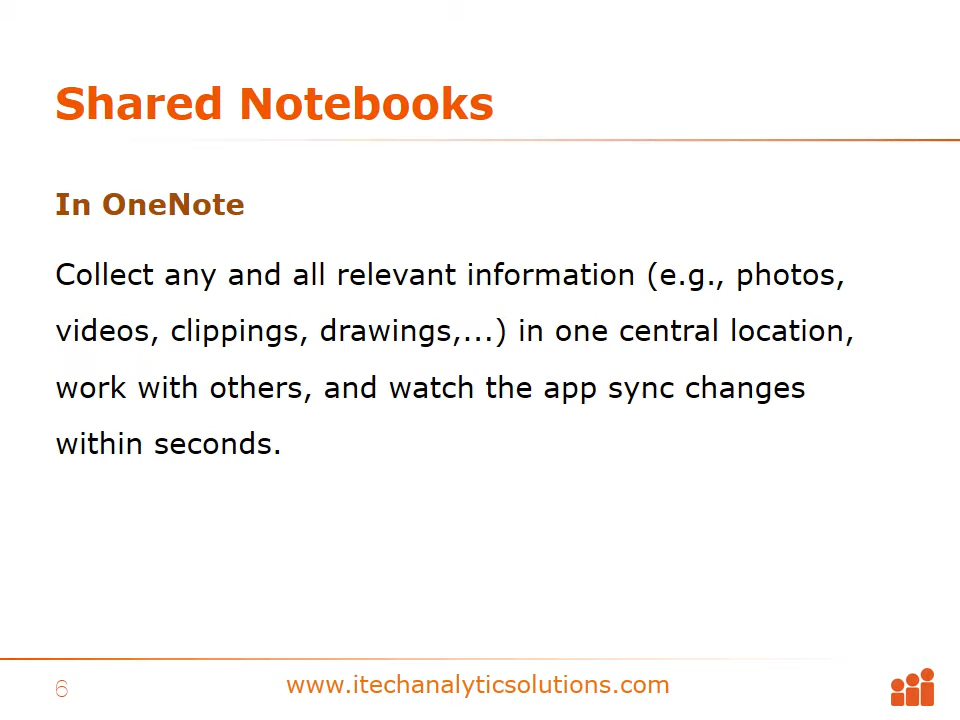 Shared Notebooks
In OneNote
Collect any and all relevant information (e.g., photos,
videos, clippings, drawings,...) in one central location,
work with others, and watch the app sync changes
within seconds.
6
www.itechanalyticsolutions.com